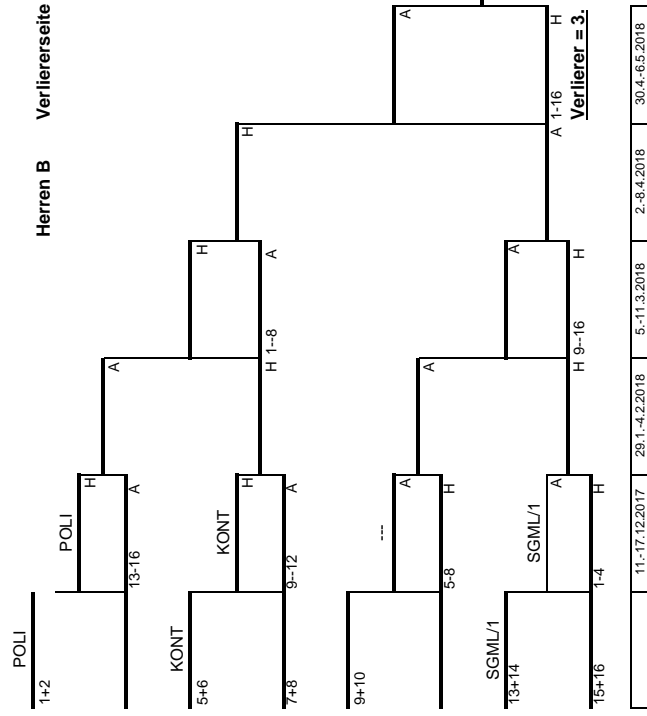 Herren B Verliererseite
POLI
1+2
POLI
H
A
13-16
A
KONT
5+6
KONT
H
7+8
9--12
A
H 1--8
H
A
H
9+10
---
A
5-8
H
A
SGML/1
13+14
SGML/1
A
15+16
1-4
H
H 9--16
A
H
A 1-16
A
H
Verlierer = 3.
11.-17.12.2017
29.1.-4.2.2018
5.-11.3.2018
2.-8.4.2018
30.4.-6.5.2018